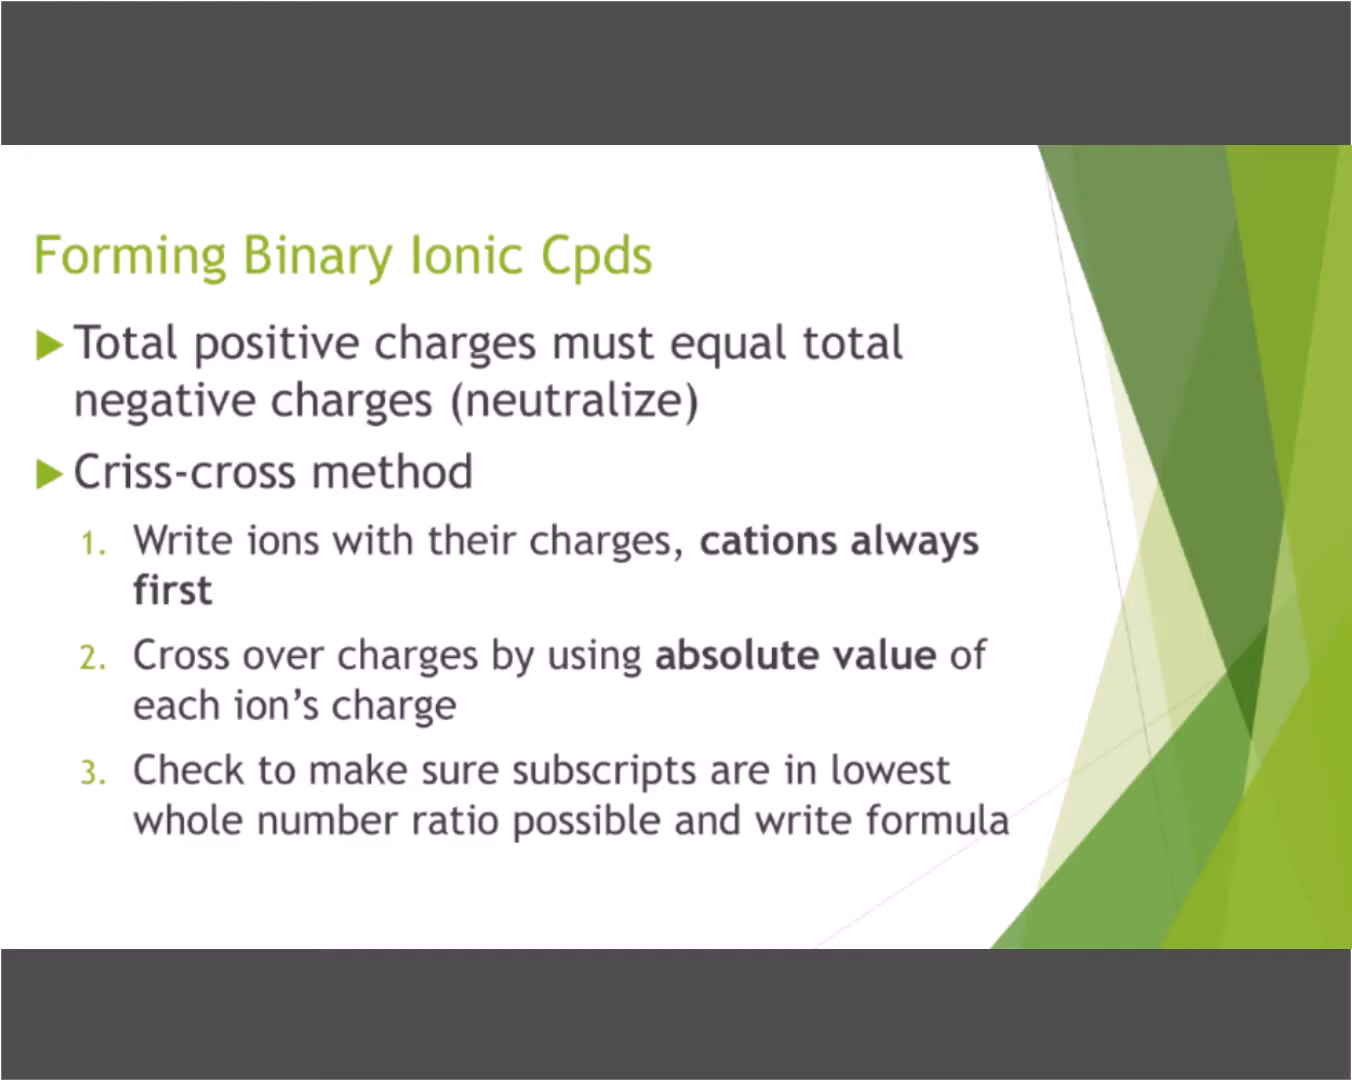 Forming Binary Ionic Cpds
Total positive charges must equal total
negative charges (neutralize)
Criss-cross method
1. Write ions with their charges, cations always
first
2. Cross over charges by using absolute value of
each ion’s charge
3. Check to make sure subscripts are in lowest
whole number ratio possible and write formula